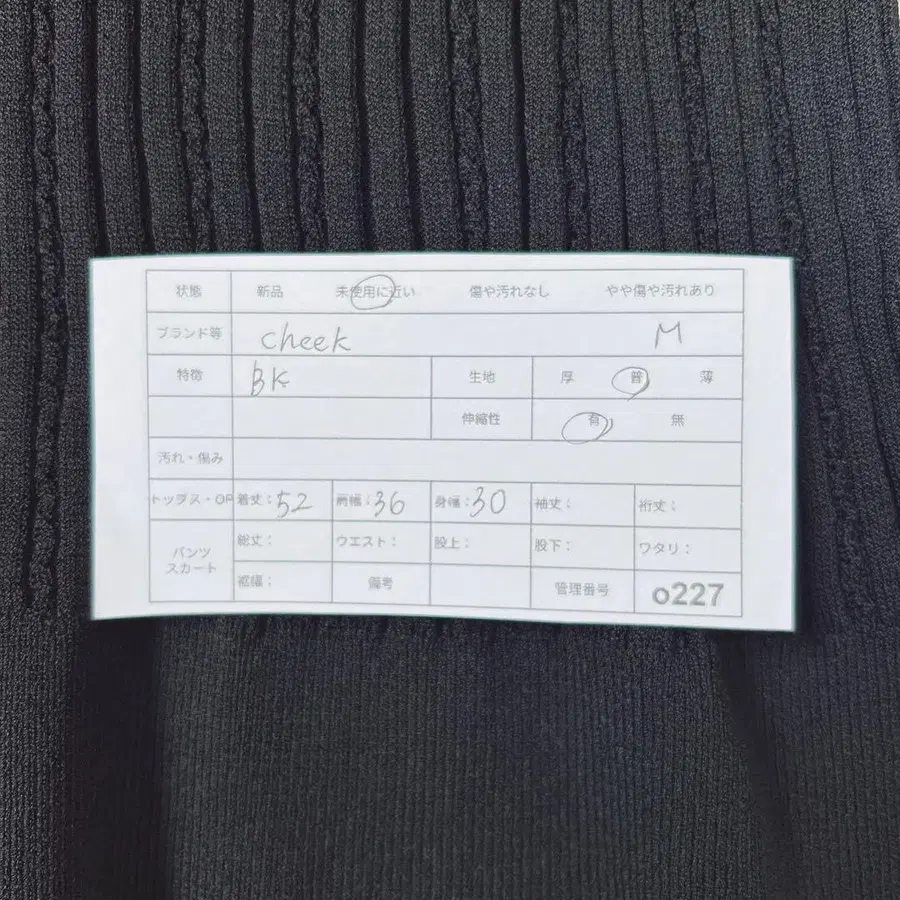 状態 新品 未使用に近い 傷や汚れなし やや傷や汚れあり
ブランド等 cheek M
特徴 BK 生地 厚 普 薄
伸縮性 有 無
汚れ・傷み
トップス・OP 着丈：52 肩幅：36 身幅：30 袖丈： 裄丈：
パンツ スカート 総丈： ウエスト： 股上： 股下： ワタリ：
裾幅： 備考 管理番号 o227